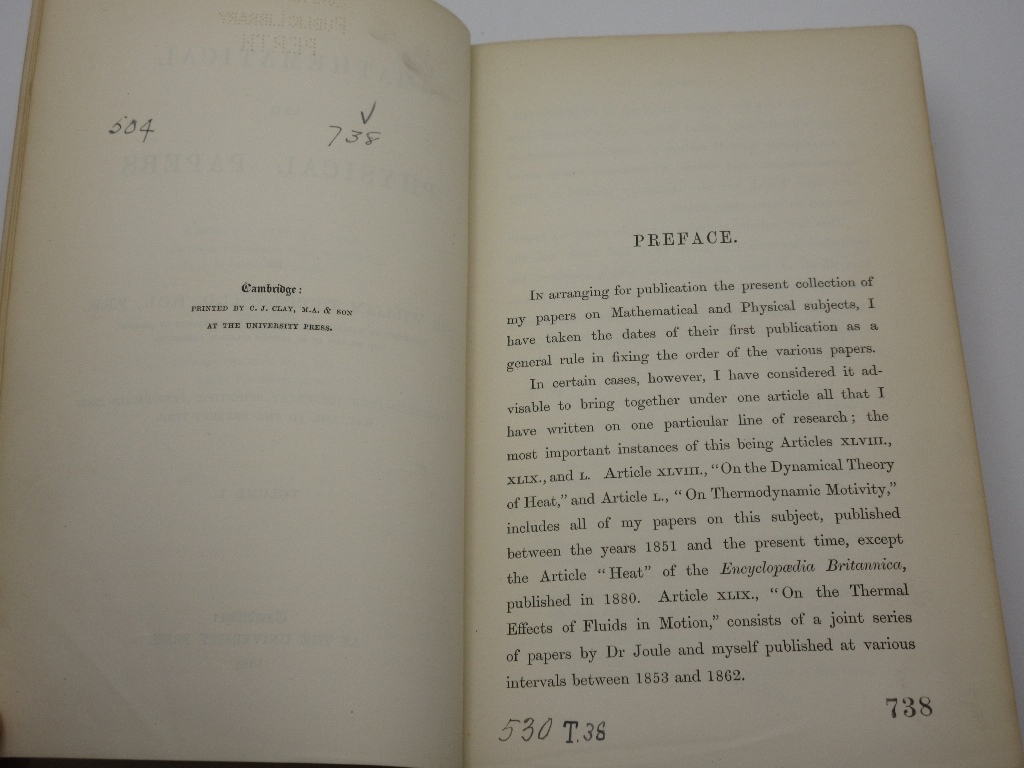 PUBLIC LIBRARY
PERTH
504
738
Cambridge:
PRINTED BY C. J. CLAY, M.A. & SON
AT THE UNIVERSITY PRESS.
PREFACE.
IN arranging for publication the present collection of
my papers on Mathematical and Physical subjects, I
have taken the dates of their first publication as a
general rule in fixing the order of the various papers.
In certain cases, however, I have considered it ad-
visable to bring together under one article all that I
have written on one particular line of research; the
most important instances of this being Articles XLVIII.,
XLIX., and L. Article XLVIII., "On the Dynamical Theory
of Heat," and Article L., "On Thermodynamic Motivity,"
includes all of my papers on this subject, published
between the years 1851 and the present time, except
the Article "Heat" of the Encyclopædia Britannica,
published in 1880. Article XLIX., "On the Thermal
Effects of Fluids in Motion," consists of a joint series
of papers by Dr Joule and myself published at various
intervals between 1853 and 1862.
530 T.38
738